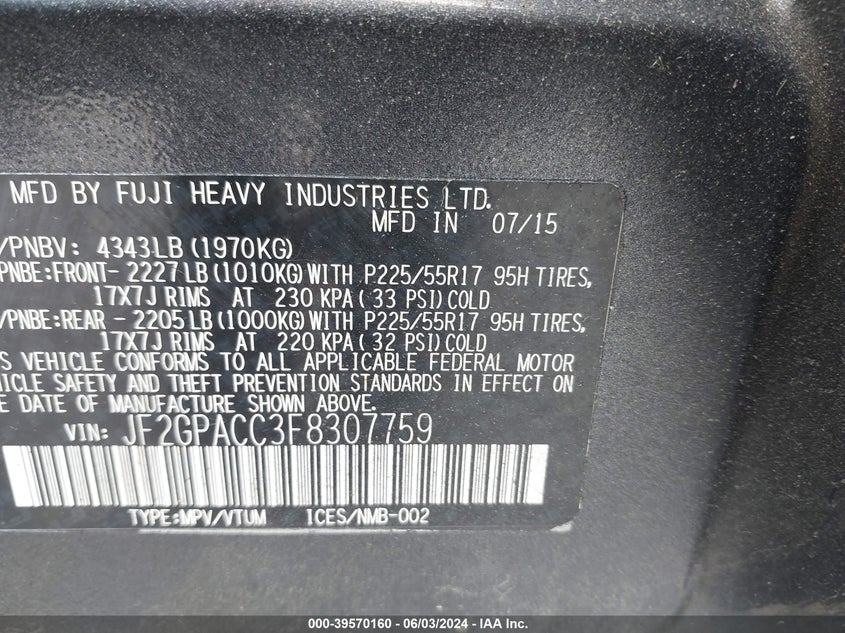 MFD BY FUJI HEAVY INDUSTRIES LTD.
MFD IN 07/15
/PNBV: 4343LB (1970KG)
PNBE:FRONT- 2227 LB (1010KG) WITH P225/55R17 95H TIRES,
17X7J RIMS AT 230 KPA ( 33 PSI) COLD
/PNBE:REAR - 2205 LB (1000KG) WITH P225/55R17 95H TIRES,
17X7J RIMS AT 220 KPA ( 32 PSI) COLD
S VEHICLE CONFORMS TO ALL APPLICABLE FEDERAL MOTOR
HICLE SAFETY AND THEFT PREVENTION STANDARDS IN EFFECT ON
E DATE OF MANUFACTURE SHOWN ABOVE.
VIN: JF2GPACC3F8307759
TYPE:MPV/VTUM ICES/NMB-002
000-39570160 - 06/03/2024 - IAA Inc.